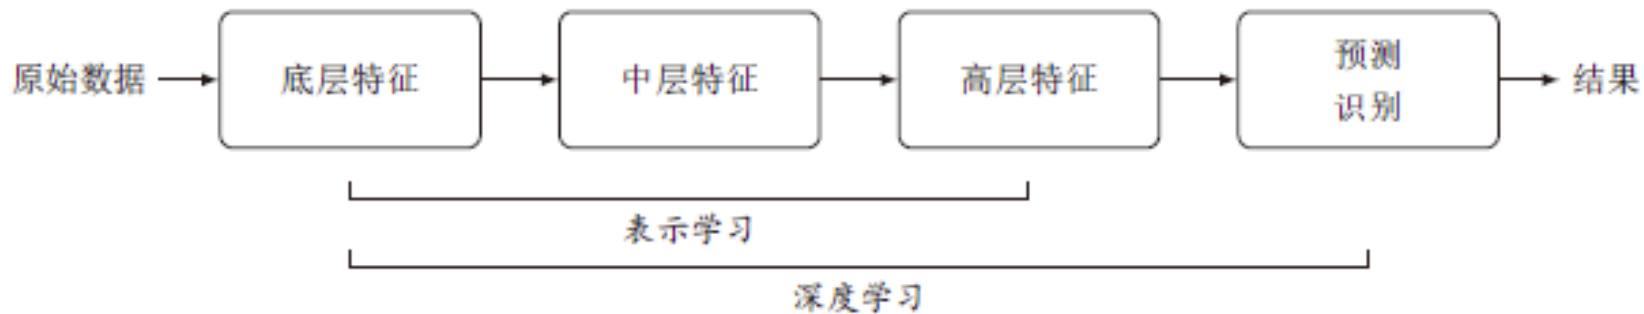 原始数据
底层特征
中层特征
高层特征
预测
识别
结果
表示学习
深度学习